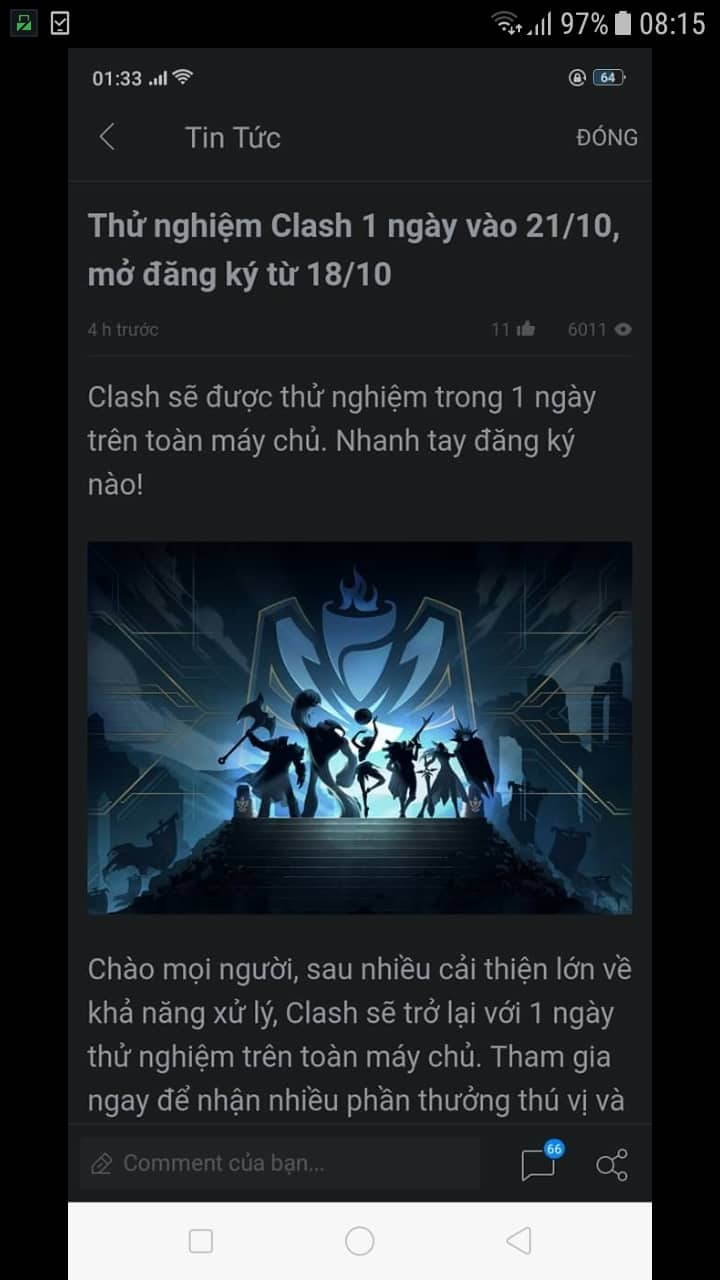 97% 08:15
01:33 64
Tin Tức ĐÓNG
Thử nghiệm Clash 1 ngày vào 21/10,
mở đăng ký từ 18/10
4 h trước 11 6011
Clash sẽ được thử nghiệm trong 1 ngày
trên toàn máy chủ. Nhanh tay đăng ký
nào!
Chào mọi người, sau nhiều cải thiện lớn về
khả năng xử lý, Clash sẽ trở lại với 1 ngày
thử nghiệm trên toàn máy chủ. Tham gia
ngay để nhận nhiều phần thưởng thú vị và
66
Comment của bạn...